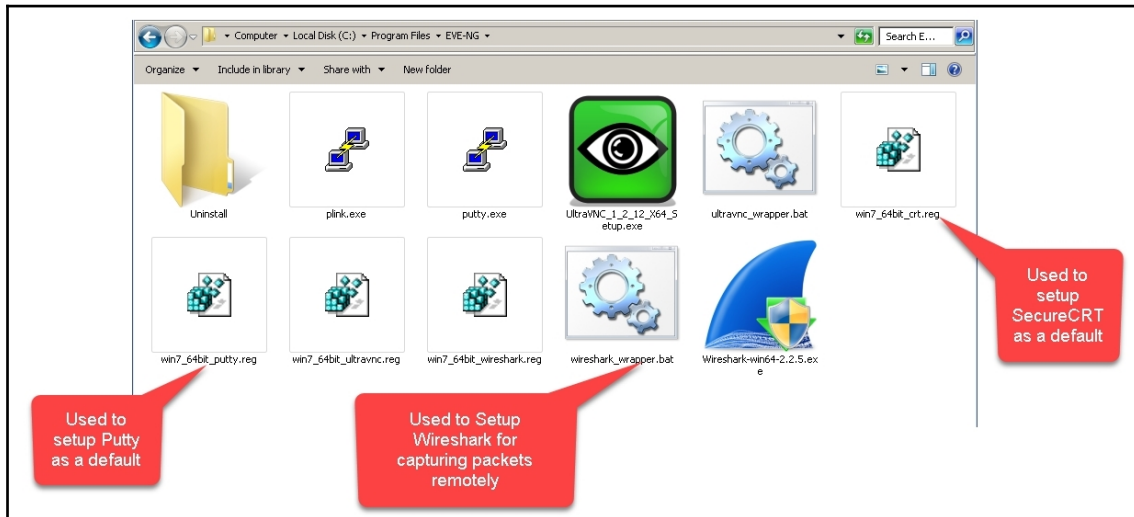 Computer ▾ Local Disk (C:) ▾ Program Files ▾ EVE-NG ▾
Search E...
Organize ▾ Include in library ▾ Share with ▾ New folder
Uninstall
plink.exe
putty.exe
UltraVNC_1_2_12_X64_S
etup.exe
ultravnc_wrapper.bat
win7_64bit_crt.reg
Used to
setup
SecureCRT
as a default
win7_64bit_putty.reg
win7_64bit_ultravnc.reg
win7_64bit_wireshark.reg
wireshark_wrapper.bat
Wireshark-win64-2.2.5.ex
e
Used to
setup Putty
as a default
Used to Setup
Wireshark for
capturing packets
remotely